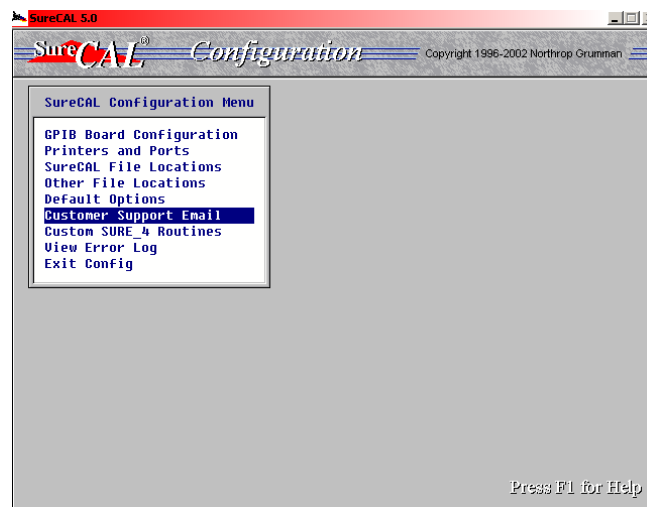 SureCAL 5.0
SureCAL® Configuration Copyright 1996-2002 Northrop Grumman
SureCAL Configuration Menu
GPIB Board Configuration
Printers and Ports
SureCAL File Locations
Other File Locations
Default Options
Customer Support Email
Custom SURE_4 Routines
View Error Log
Exit Config
Press F1 for Help